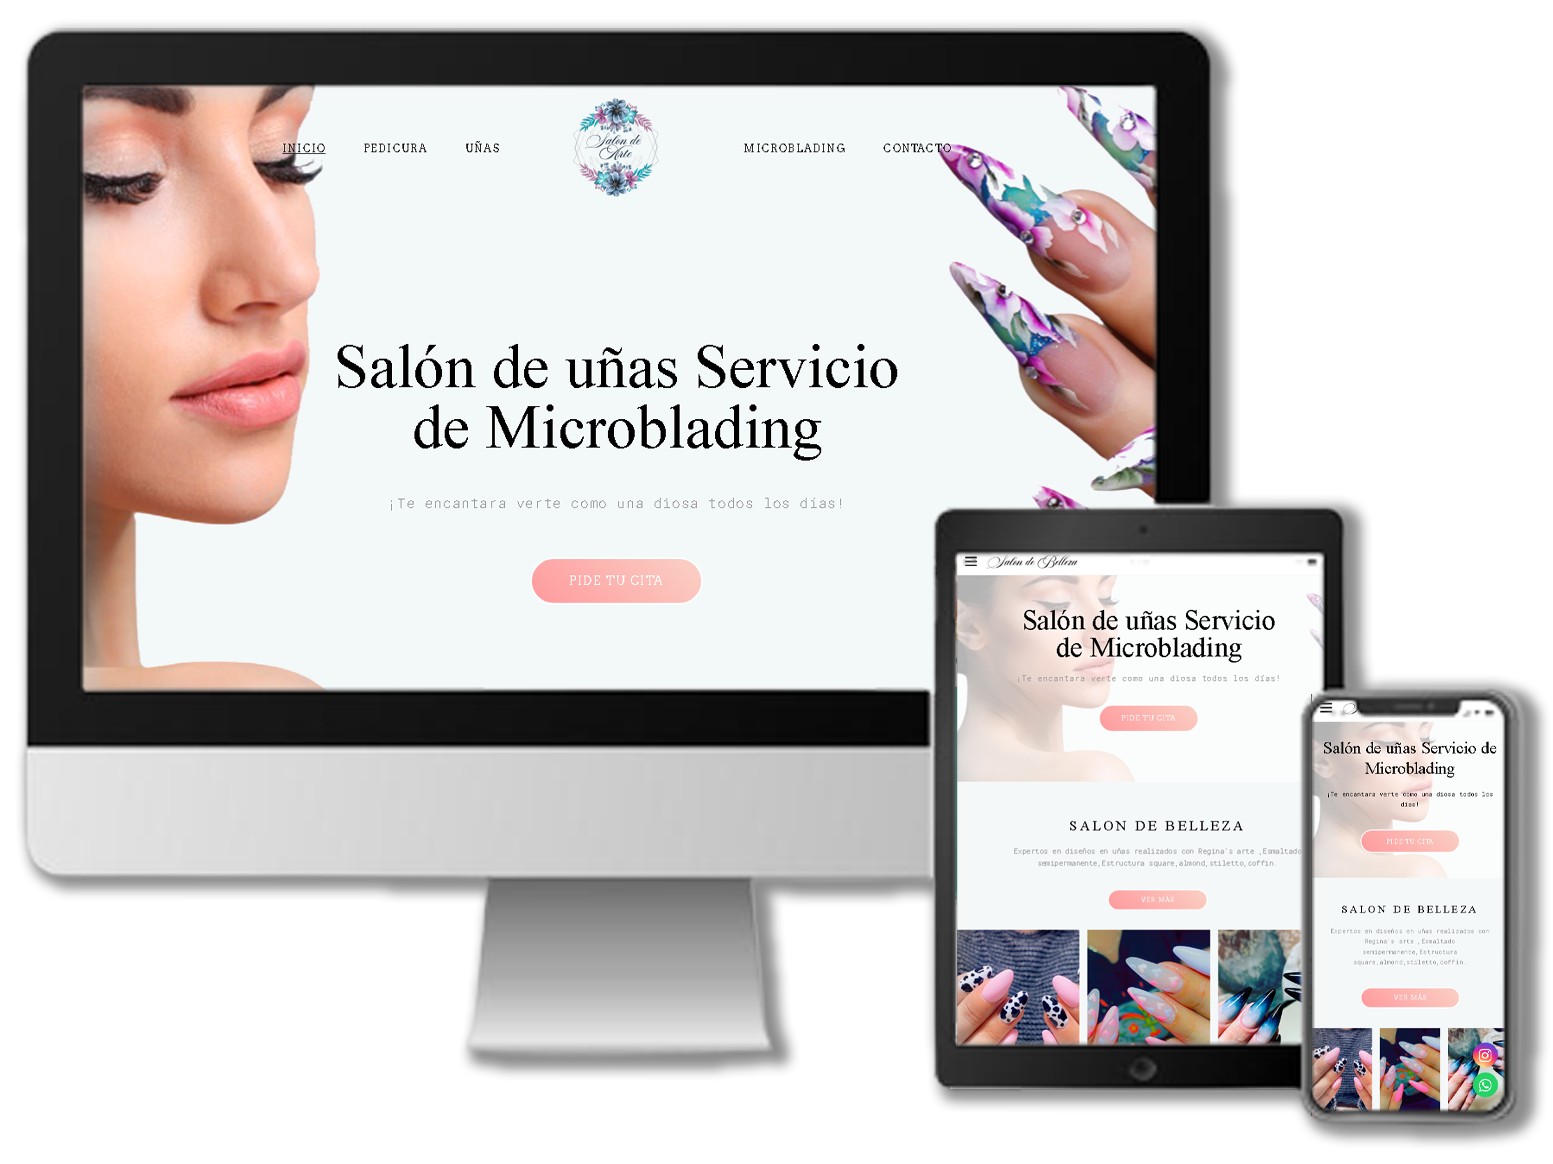 INICIO PEDICURA UÑAS
Salon de
Arte
MICROBLADING CONTACTO
Salón de uñas Servicio
de Microblading
¡Te encantara verte como una diosa todos los días!
PIDE TU CITA
Salon de Belleza
Salón de uñas Servicio
de Microblading
¡Te encantara verte como una diosa todos los días!
PIDE TU CITA
SALON DE BELLEZA
Expertos en diseños en uñas realizados con Regina's arte ,Esmaltado
semipermanente,Estructura square,almond,stiletto,coffin.
VER MÁS
Salón de uñas Servicio de
Microblading
¡Te encantara verte como una diosa todos los
días!
PIDE TU CITA
SALON DE BELLEZA
Expertos en diseños en uñas realizados con
Regina's arte ,Esmaltado
semipermanente,Estructura
square,almond,stiletto,coffin.
VER MÁS